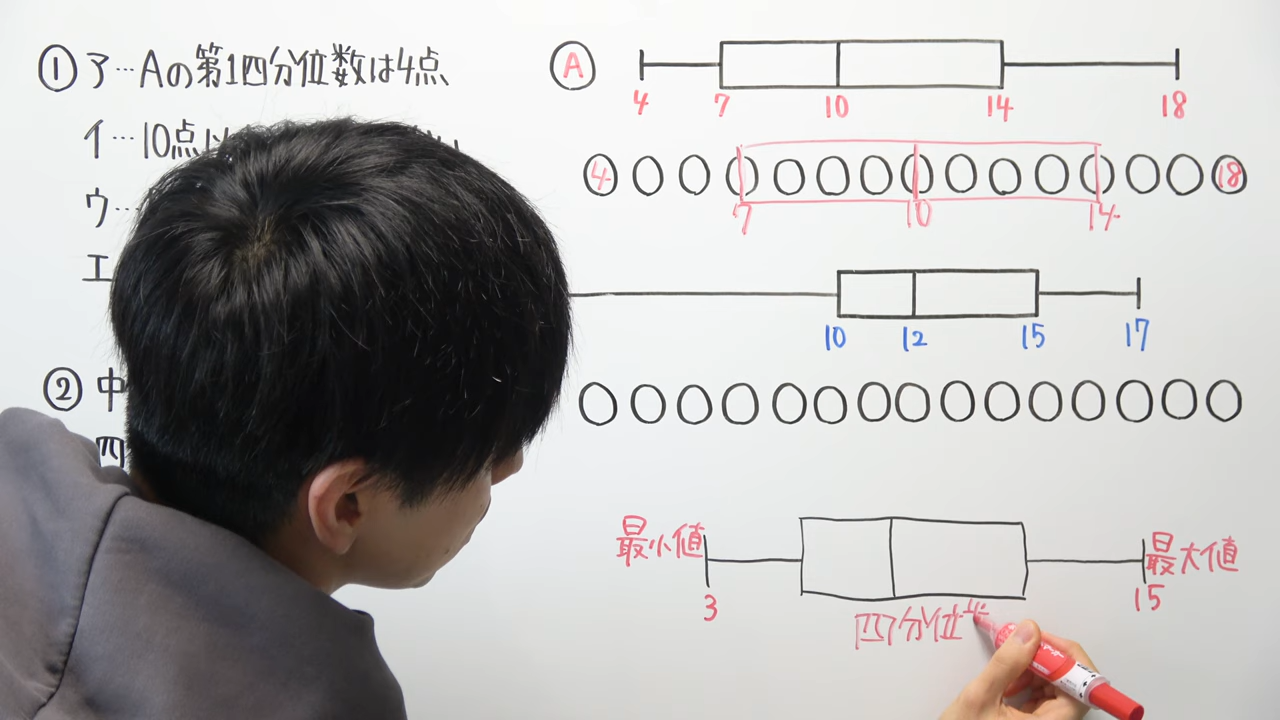 ① ア…Aの第1四分位数は4点
イ…10点以
ウ…
エ
② 中
四
A
4 7 10 14 18
4 18
7 10 14
10 12 15 17
最小値 最大値
3 15
四分位